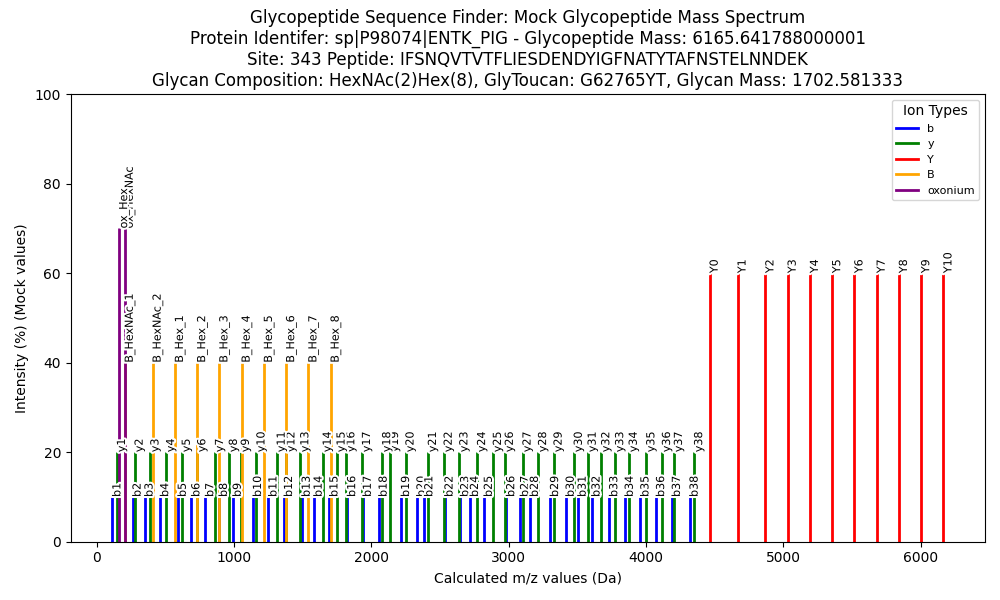 Glycopeptide Sequence Finder: Mock Glycopeptide Mass Spectrum
Protein Identifer: sp|P98074|ENTK_PIG - Glycopeptide Mass: 6165.641788000001
Site: 343 Peptide: IFSNQVTVTFLIESDENDYIGFNATYTAFNSTELNNDEK
Glycan Composition: HexNAc(2)Hex(8), GlyToucan: G62765YT, Glycan Mass: 1702.581333
Intensity (%) (Mock values)
100
80
60
40
20
0
Ion Types
b
y
Y
B
oxonium
ox_Hex
ox_HexNAc
Y0 Y1 Y2 Y3 Y4 Y5 Y6 Y7 Y8 Y9 Y10
B_HexNAc_1 B_HexNAc_2 B_Hex_1 B_Hex_2 B_Hex_3 B_Hex_4 B_Hex_5 B_Hex_6 B_Hex_7 B_Hex_8
y1 y2 y3 y4 y5 y6 y7 y8 y9 y10 y11 y12 y13 y14 y15 y16 y17 y18 y19 y20 y21 y22 y23 y24 y25 y26 y27 y28 y29 y30 y31 y32 y33 y34 y35 y36 y37 y38
b1 b2 b3 b4 b5 b6 b7 b8 b9 b10 b11 b12 b13 b14 b15 b16 b17 b18 b19 b20 b21 b22 b23 b24 b25 b26 b27 b28 b29 b30 b31 b32 b33 b34 b35 b36 b37 b38
0 1000 2000 3000 4000 5000 6000
Calculated m/z values (Da)